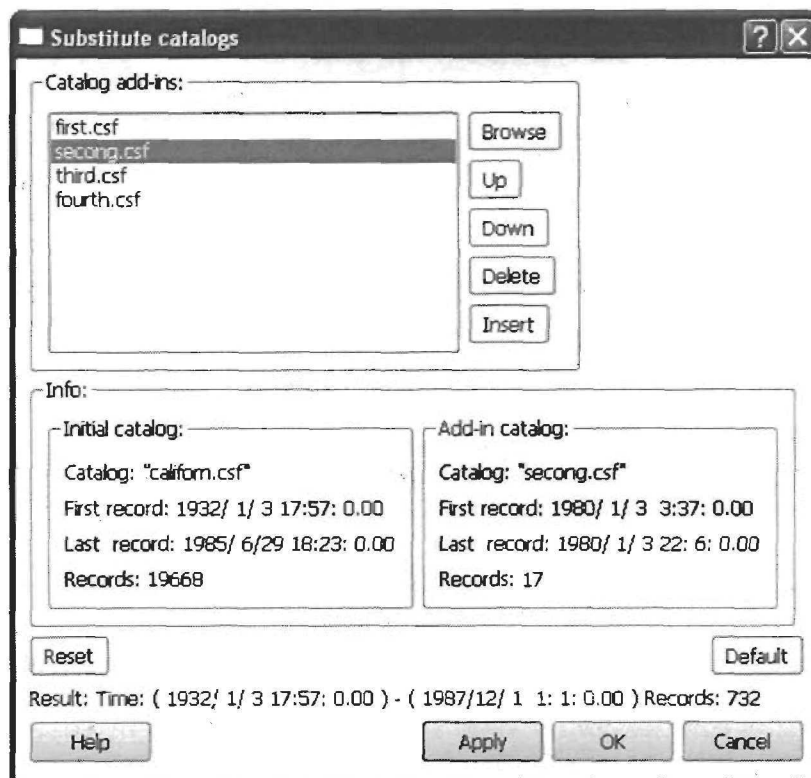 Substitute catalogs
Catalog add-ins:
first.csf
secong.csf
third.csf
fourth.csf
Browse
Up
Down
Delete
Insert
Info:
Initial catalog:
Catalog: "californ.csf"
First record: 1932/ 1/ 3 17:57: 0.00
Last record: 1985/ 6/29 18:23: 0.00
Records: 19668
Add-in catalog:
Catalog: "secong.csf"
First record: 1980/ 1/ 3 3:37: 0.00
Last record: 1980/ 1/ 3 22: 6: 0.00
Records: 17
Reset
Default
Result: Time: ( 1932/ 1/ 3 17:57: 0.00 ) - ( 1987/12/ 1 1: 1: 0.00 ) Records: 732
Help
Apply
OK
Cancel